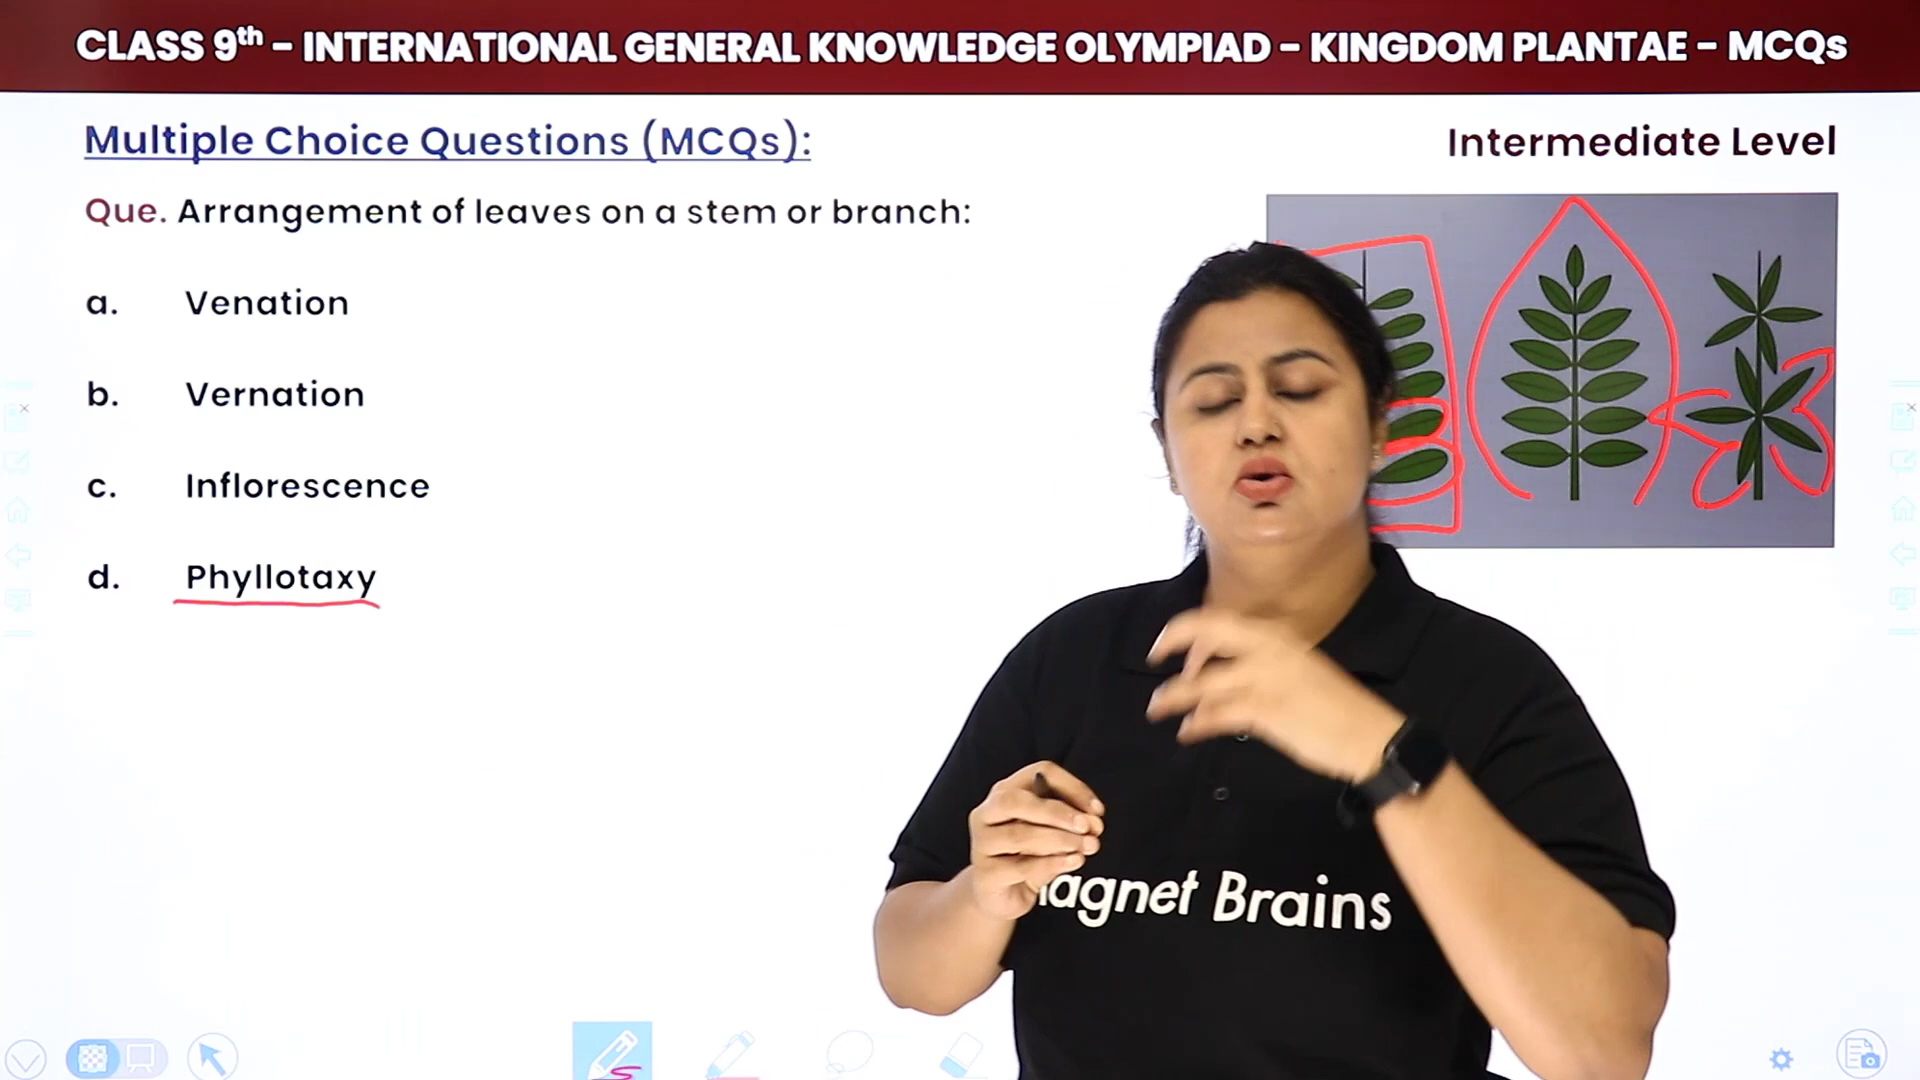 CLASS 9th – INTERNATIONAL GENERAL KNOWLEDGE OLYMPIAD – KINGDOM PLANTAE – MCQs
Multiple Choice Questions (MCQs):
Intermediate Level
Que. Arrangement of leaves on a stem or branch:
a. Venation
b. Vernation
c. Inflorescence
d. Phyllotaxy
agnet Brains